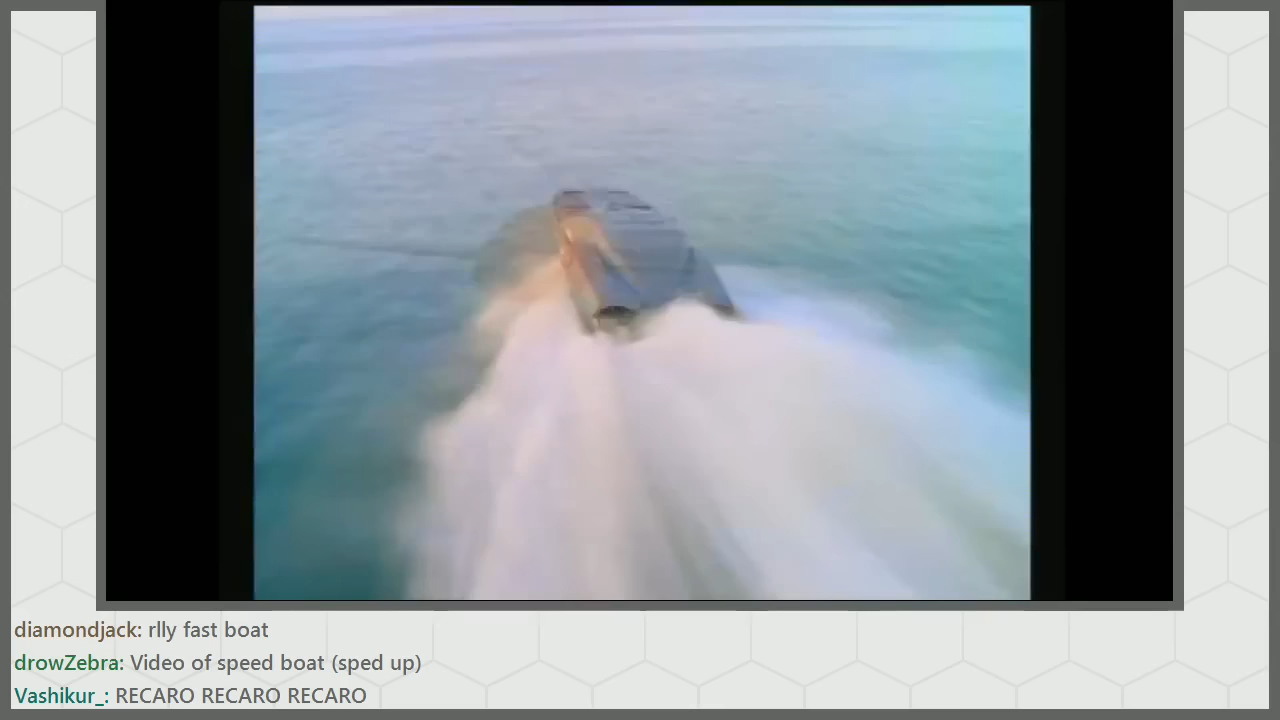 diamondjack: rlly fast boat
drowZebra: Video of speed boat (sped up)
Vashikur_: RECARO RECARO RECARO